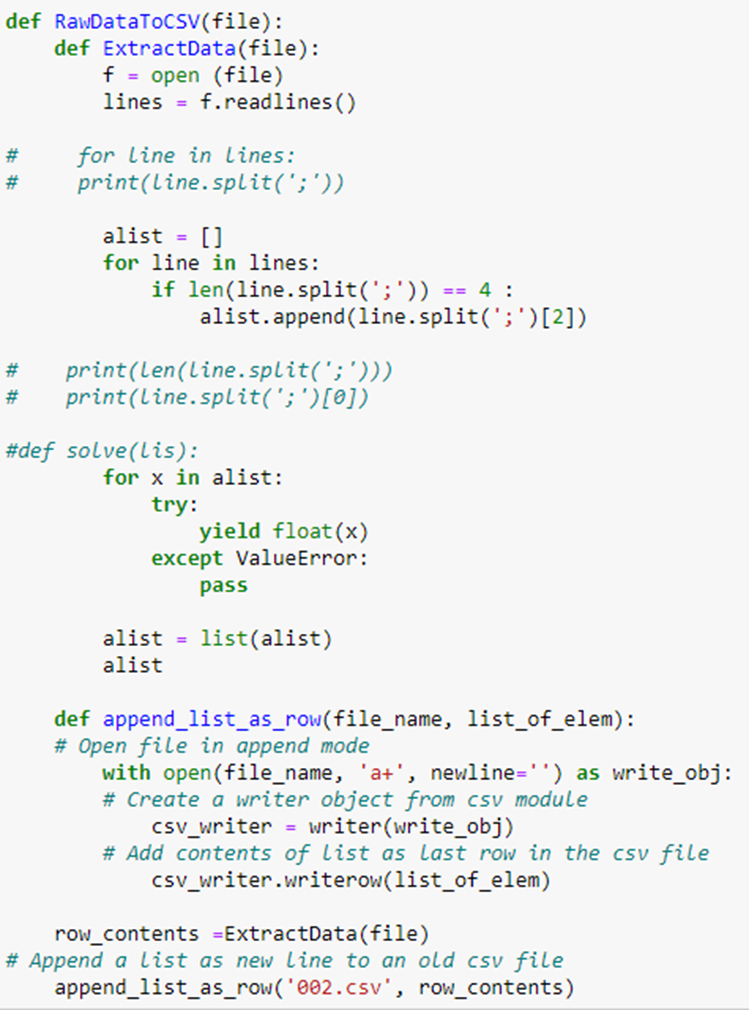 def RawDataToCSV(file):
    def ExtractData(file):
        f = open (file)
        lines = f.readlines()

#     for line in lines:
#     print(line.split(';'))

        alist = []
        for line in lines:
            if len(line.split(';')) == 4 :
                alist.append(line.split(';')[2])

#    print(len(line.split(';')))
#    print(line.split(';')[0])

#def solve(lis):
        for x in alist:
            try:
                yield float(x)
            except ValueError:
                pass

        alist = list(alist)
        alist

    def append_list_as_row(file_name, list_of_elem):
    # Open file in append mode
        with open(file_name, 'a+', newline='') as write_obj:
        # Create a writer object from csv module
            csv_writer = writer(write_obj)
        # Add contents of list as last row in the csv file
            csv_writer.writerow(list_of_elem)

    row_contents =ExtractData(file)
# Append a list as new line to an old csv file
    append_list_as_row('002.csv', row_contents)